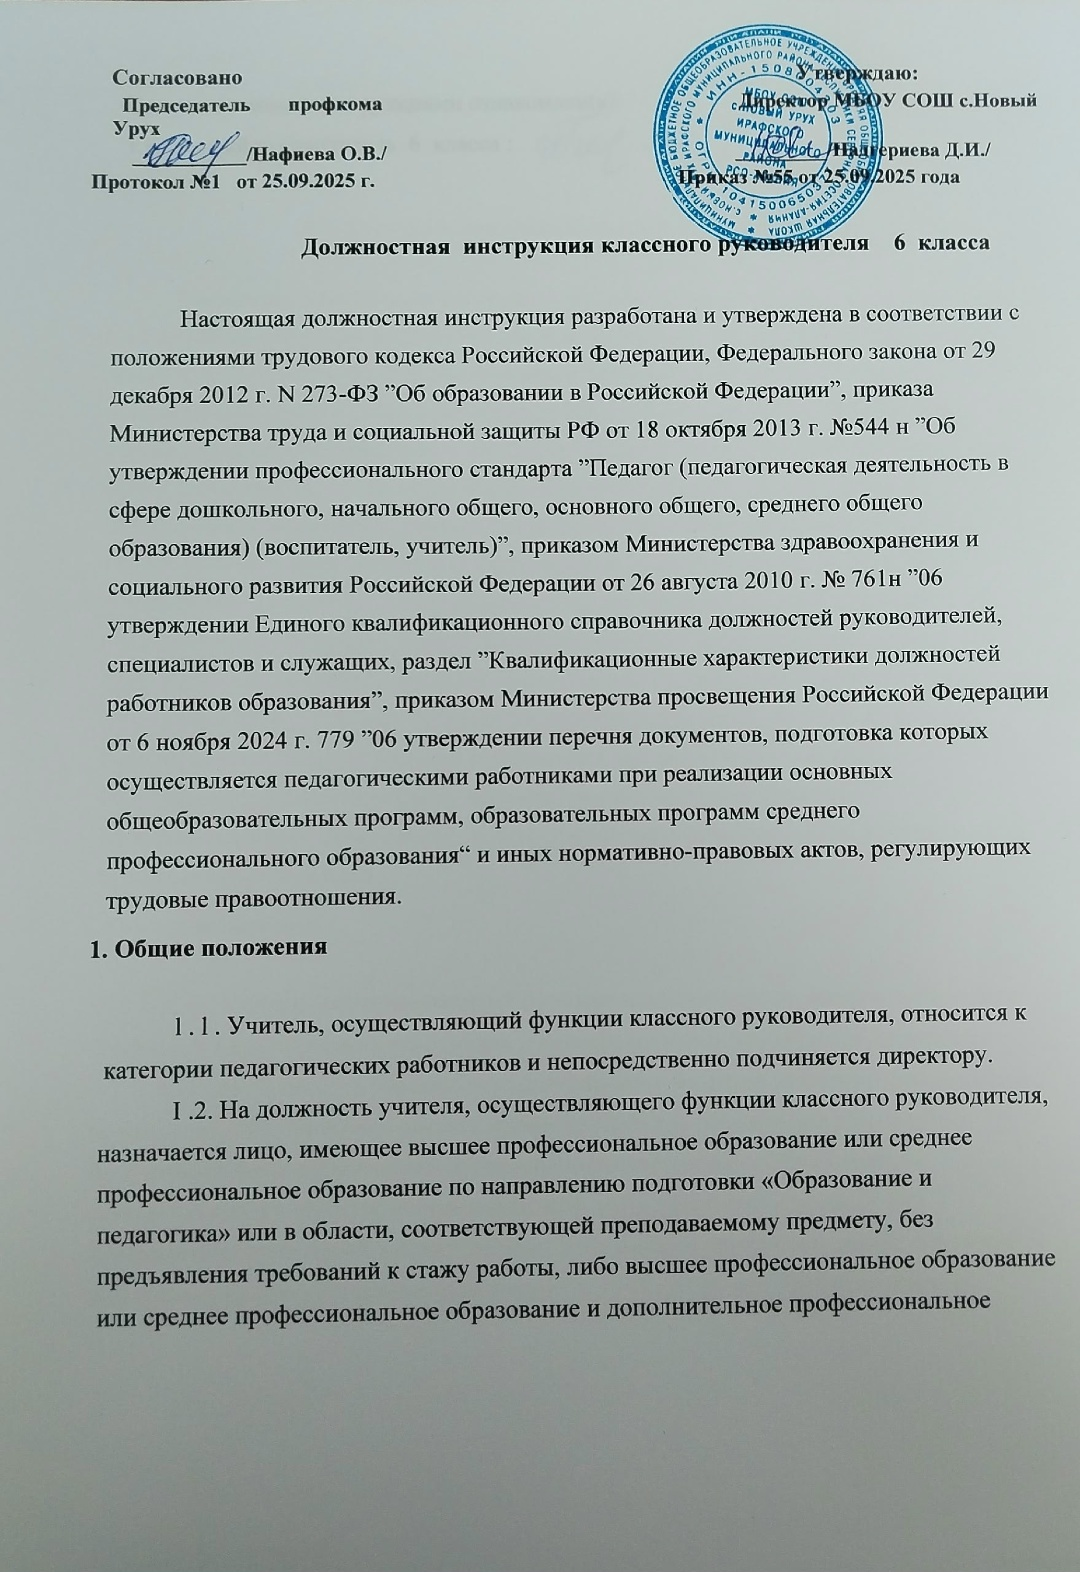 Согласовано
Утверждаю:
Председатель профкома
Директор МБОУ СОШ с.Новый
Урух
/Нафиева О.В./
/Надгериева Д.И./
Протокол №1 от 25.09.2025 г.
Приказ №55 от 25.09.2025 года
МБОУ СОШ
С.НОВЫЙ УРУХ
ИРАФСКОГО
МУНИЦИПАЛЬНОГО
РАЙОНА
РСО-АЛАНИЯ
Должностная инструкция классного руководителя 6 класса
Настоящая должностная инструкция разработана и утверждена в соответствии с
положениями трудового кодекса Российской Федерации, Федерального закона от 29
декабря 2012 г. N 273-ФЗ ”Об образовании в Российской Федерации”, приказа
Министерства труда и социальной защиты РФ от 18 октября 2013 г. №544 н ”Об
утверждении профессионального стандарта ”Педагог (педагогическая деятельность в
сфере дошкольного, начального общего, основного общего, среднего общего
образования) (воспитатель, учитель)”, приказом Министерства здравоохранения и
социального развития Российской Федерации от 26 августа 2010 г. № 761н ”06
утверждении Единого квалификационного справочника должностей руководителей,
специалистов и служащих, раздел ”Квалификационные характеристики должностей
работников образования”, приказом Министерства просвещения Российской Федерации
от 6 ноября 2024 г. 779 ”06 утверждении перечня документов, подготовка которых
осуществляется педагогическими работниками при реализации основных
общеобразовательных программ, образовательных программ среднего
профессионального образования“ и иных нормативно-правовых актов, регулирующих
трудовые правоотношения.
1. Общие положения
1 . 1 . Учитель, осуществляющий функции классного руководителя, относится к
категории педагогических работников и непосредственно подчиняется директору.
I .2. На должность учителя, осуществляющего функции классного руководителя,
назначается лицо, имеющее высшее профессиональное образование или среднее
профессиональное образование по направлению подготовки «Образование и
педагогика» или в области, соответствующей преподаваемому предмету, без
предъявления требований к стажу работы, либо высшее профессиональное образование
или среднее профессиональное образование и дополнительное профессиональное